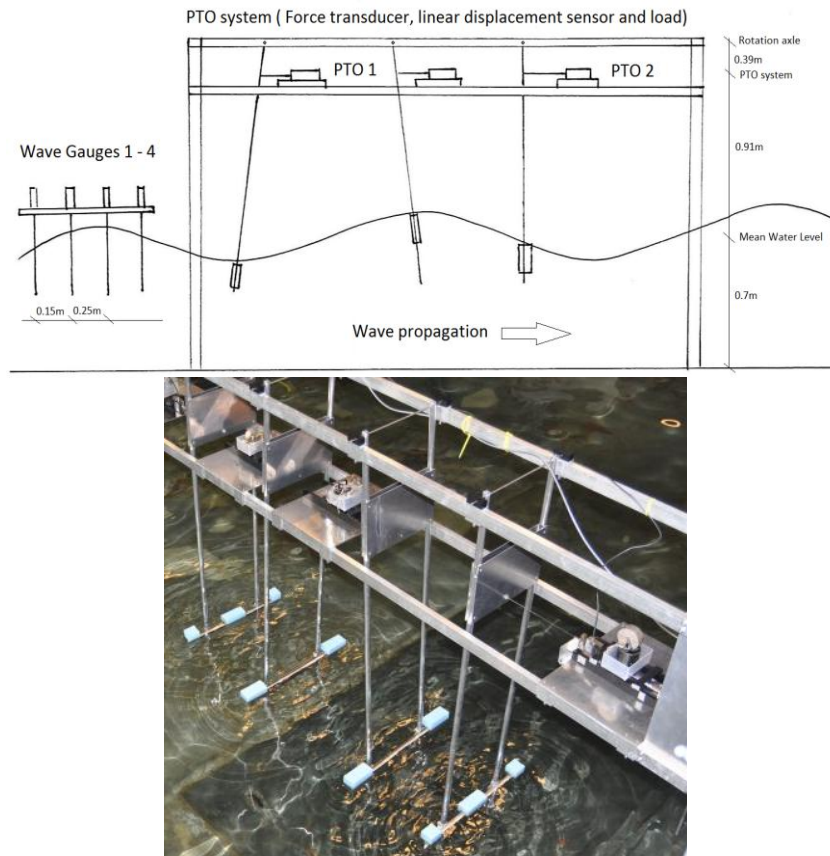 PTO system ( Force transducer, linear displacement sensor and load)
Rotation axle
0.39m
PTO 1
PTO 2
PTO system
Wave Gauges 1 - 4
0.91m
Mean Water Level
0.15m
0.25m
0.7m
Wave propagation